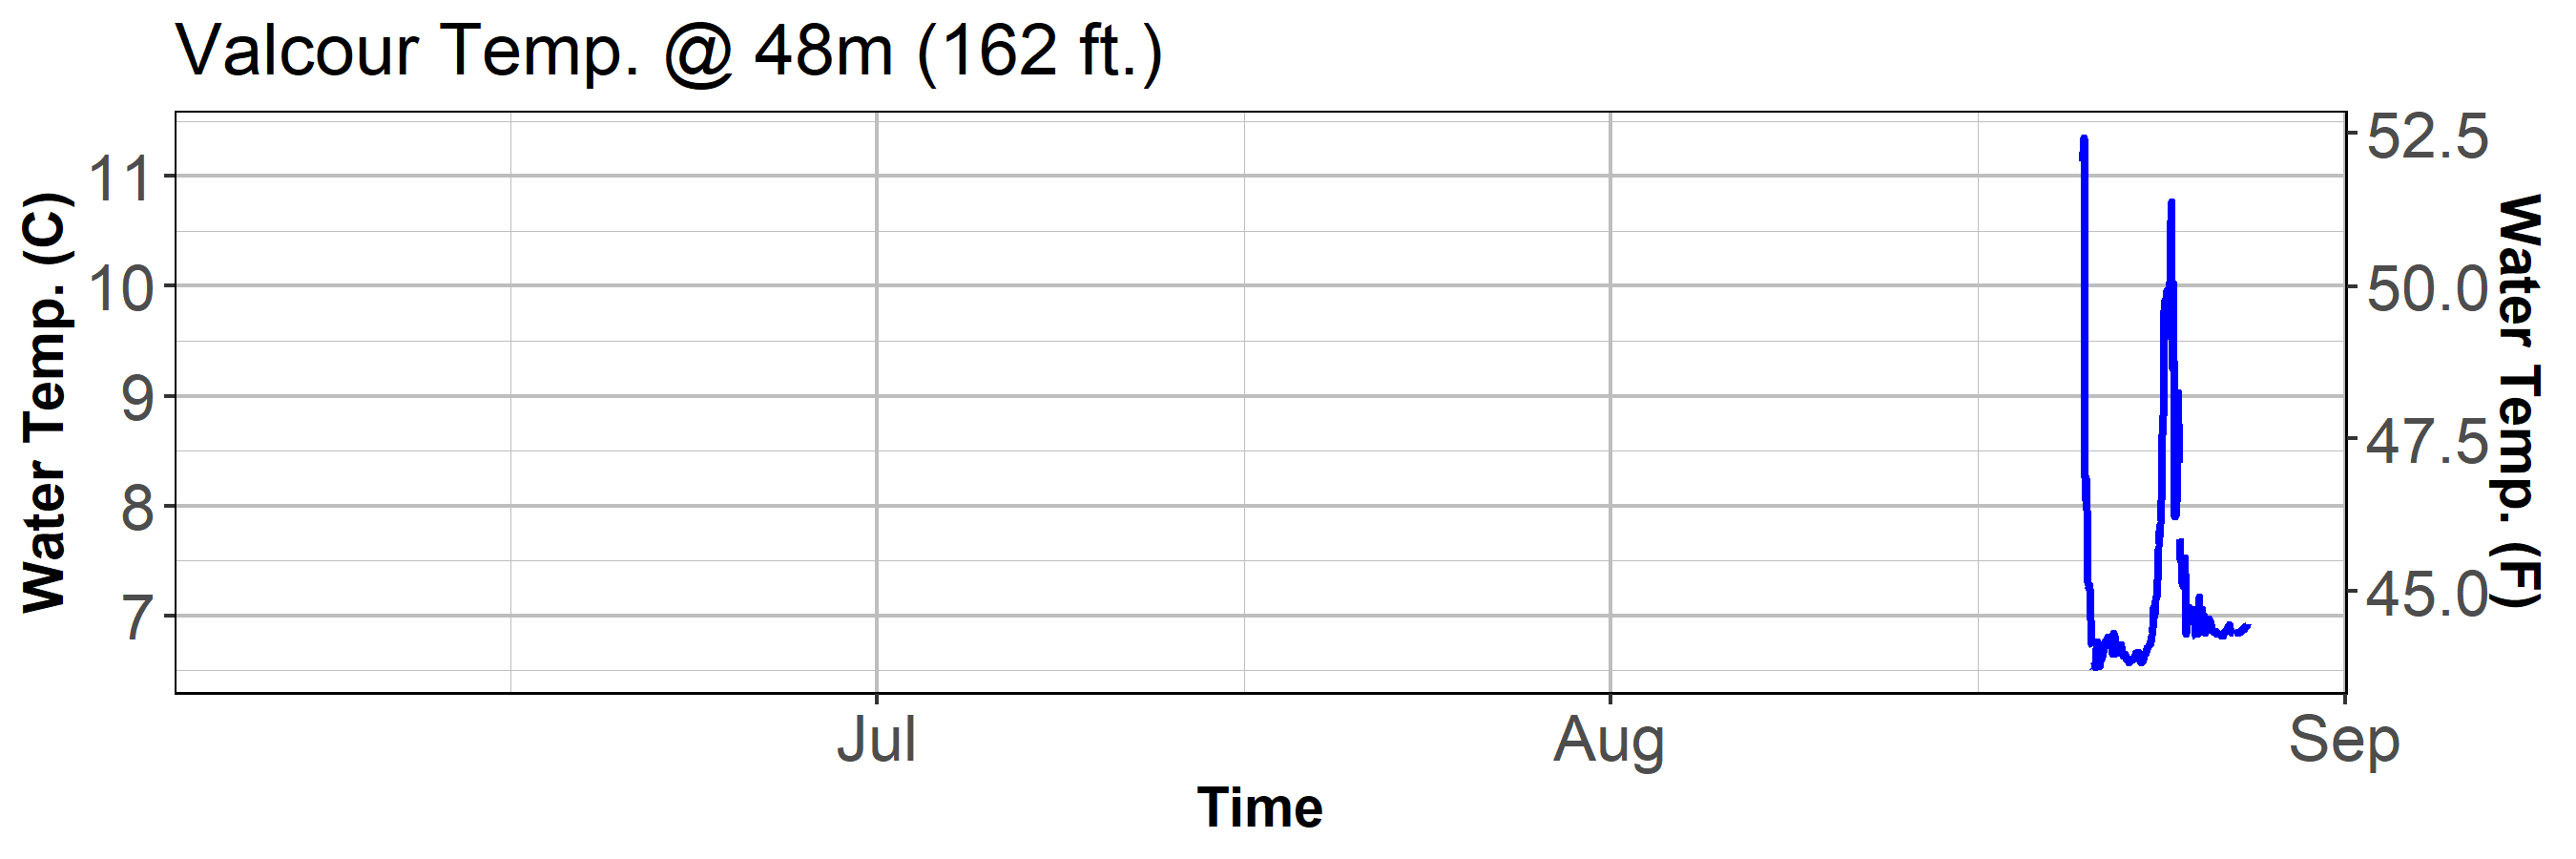 Valcour Temp. @ 48m (162 ft.)
Water Temp. (C)
11
10
9
8
7
52.5
50.0
47.5
45.0
Water Temp. (F)
Jul
Aug
Sep
Time